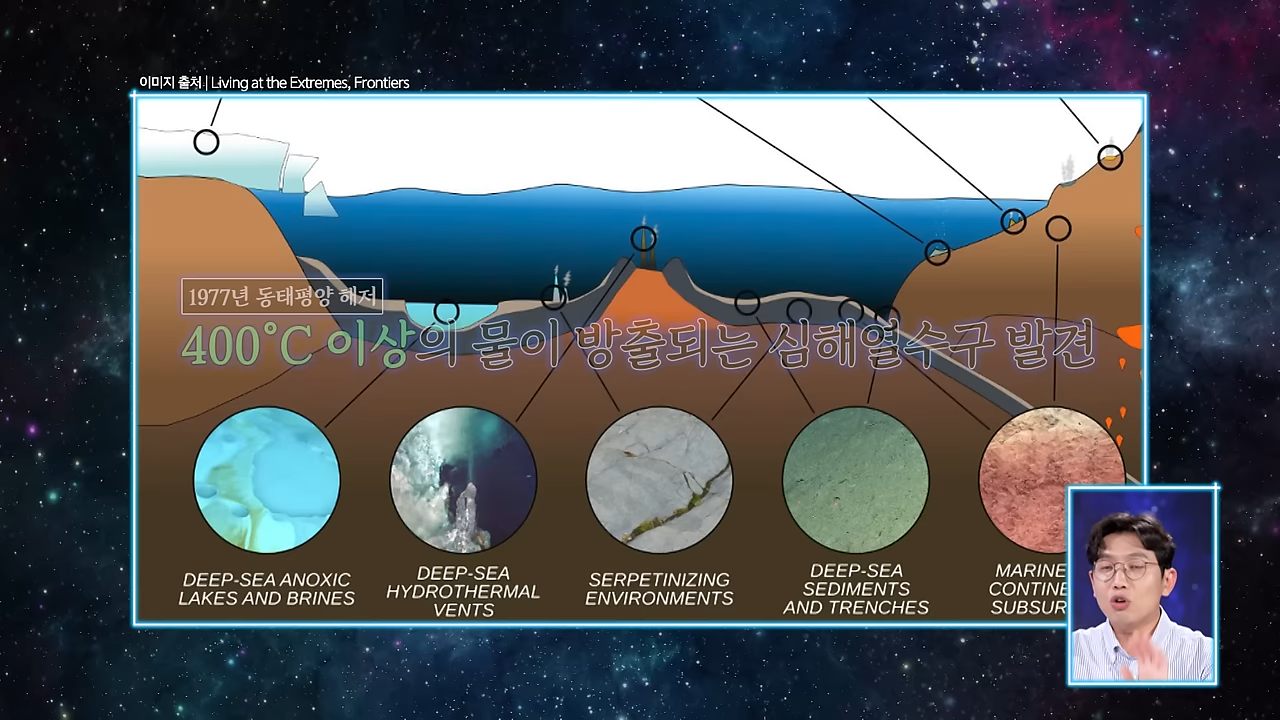 이미지 출처 | Living at the Extremes, Frontiers
1977년 동태평양 해저
400°C 이상의 물이 방출되는 심해열수구 발견
DEEP-SEA ANOXIC
LAKES AND BRINES
DEEP-SEA
HYDROTHERMAL
VENTS
SERPETINIZING
ENVIRONMENTS
DEEP-SEA
SEDIMENTS
AND TRENCHES
MARINE